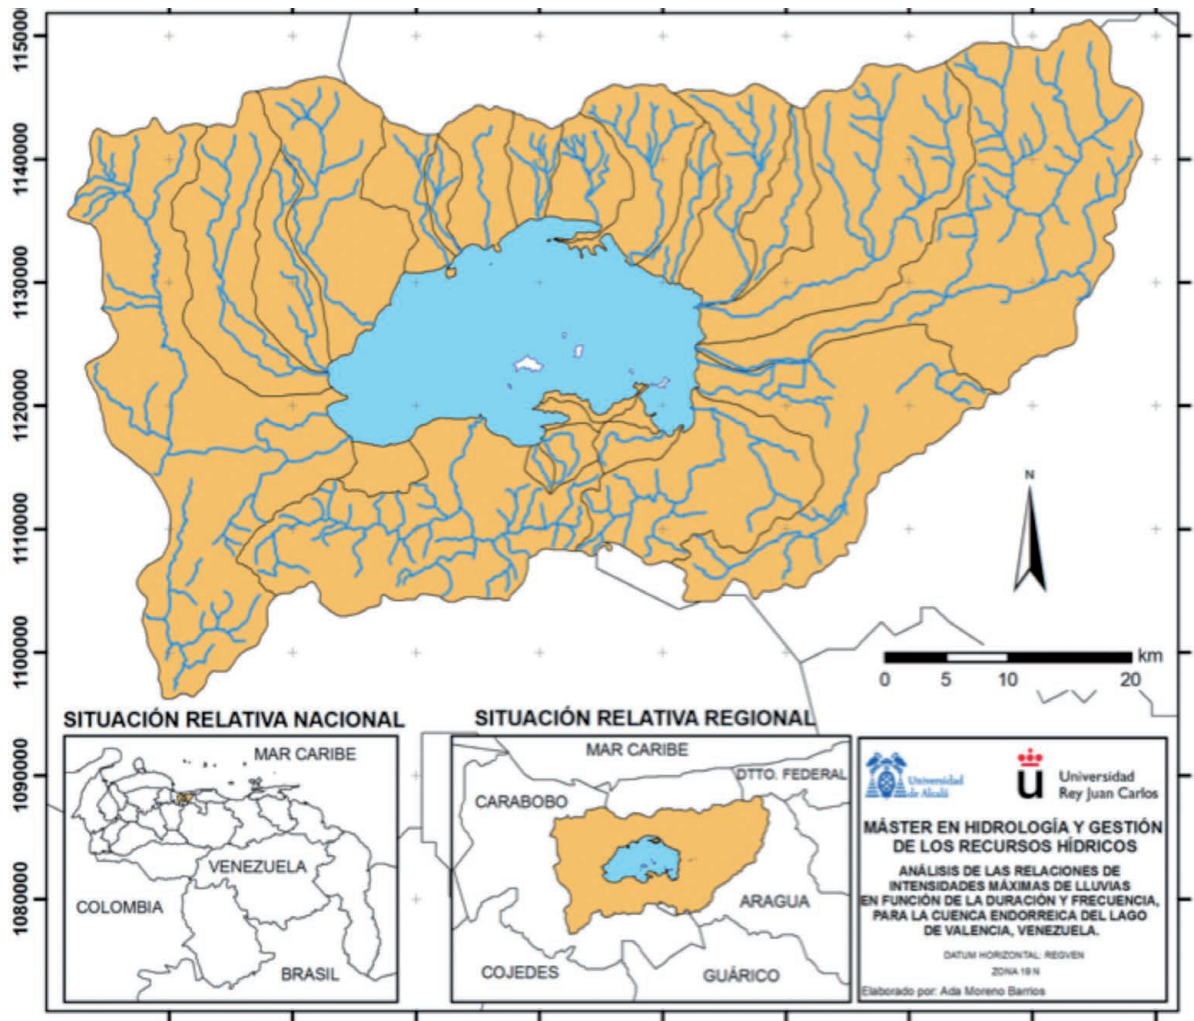 1150000
1140000
1130000
1120000
1110000
1100000
1090000
1080000
N
km
0 5 10 20
SITUACIÓN RELATIVA NACIONAL
MAR CARIBE
VENEZUELA
COLOMBIA
BRASIL
SITUACIÓN RELATIVA REGIONAL
MAR CARIBE
DTTO. FEDERAL
CARABOBO
ARAGUA
COJEDES
GUÁRICO
Universidad
de Alcalá
Universidad
Rey Juan Carlos
MÁSTER EN HIDROLOGÍA Y GESTIÓN
DE LOS RECURSOS HÍDRICOS
ANÁLISIS DE LAS RELACIONES DE
INTENSIDADES MÁXIMAS DE LLUVIAS
EN FUNCIÓN DE LA DURACIÓN Y FRECUENCIA,
PARA LA CUENCA ENDORREICA DEL LAGO
DE VALENCIA, VENEZUELA.
DATUM HORIZONTAL: REGVEN
ZONA 19 N
Elaborado por: Ada Moreno Barrios